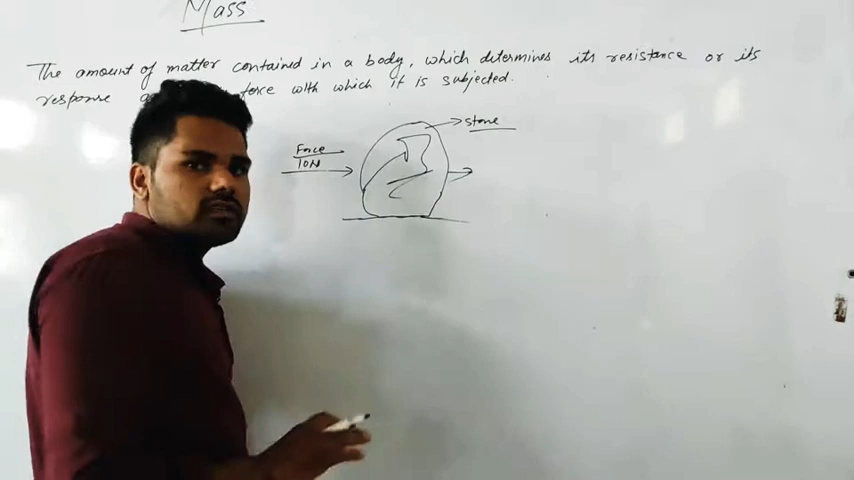 Mass
The amount of matter contained in a body, which determines its resistance or its
response force with which it is subjected.
stone
Force
10N